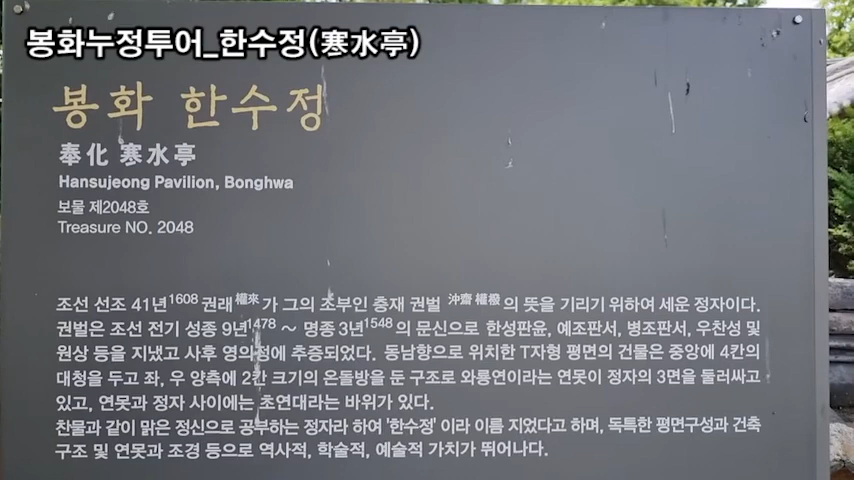 봉화누정투어_한수정(寒水亭)
봉화 한수정
奉化 寒水亭
Hansujeong Pavilion, Bonghwa
보물 제2048호
Treasure NO. 2048
조선 선조 41년1608 권래 權來 가 그의 조부인 충재 권벌 沖齋 權橃 의 뜻을 기리기 위하여 세운 정자이다.
권벌은 조선 전기 성종 9년1478 ~ 명종 3년1548 의 문신으로 한성판윤, 예조판서, 병조판서, 우찬성 및
원상 등을 지냈고 사후 영의정에 추증되었다. 동남향으로 위치한 T자형 평면의 건물은 중앙에 4칸의
대청을 두고 좌, 우 양측에 2칸 크기의 온돌방을 둔 구조로 와룡연이라는 연못이 정자의 3면을 둘러싸고
있고, 연못과 정자 사이에는 초연대라는 바위가 있다.
찬물과 같이 맑은 정신으로 공부하는 정자라 하여 '한수정' 이라 이름 지었다고 하며, 독특한 평면구성과 건축
구조 및 연못과 조경 등으로 역사적, 학술적, 예술적 가치가 뛰어나다.